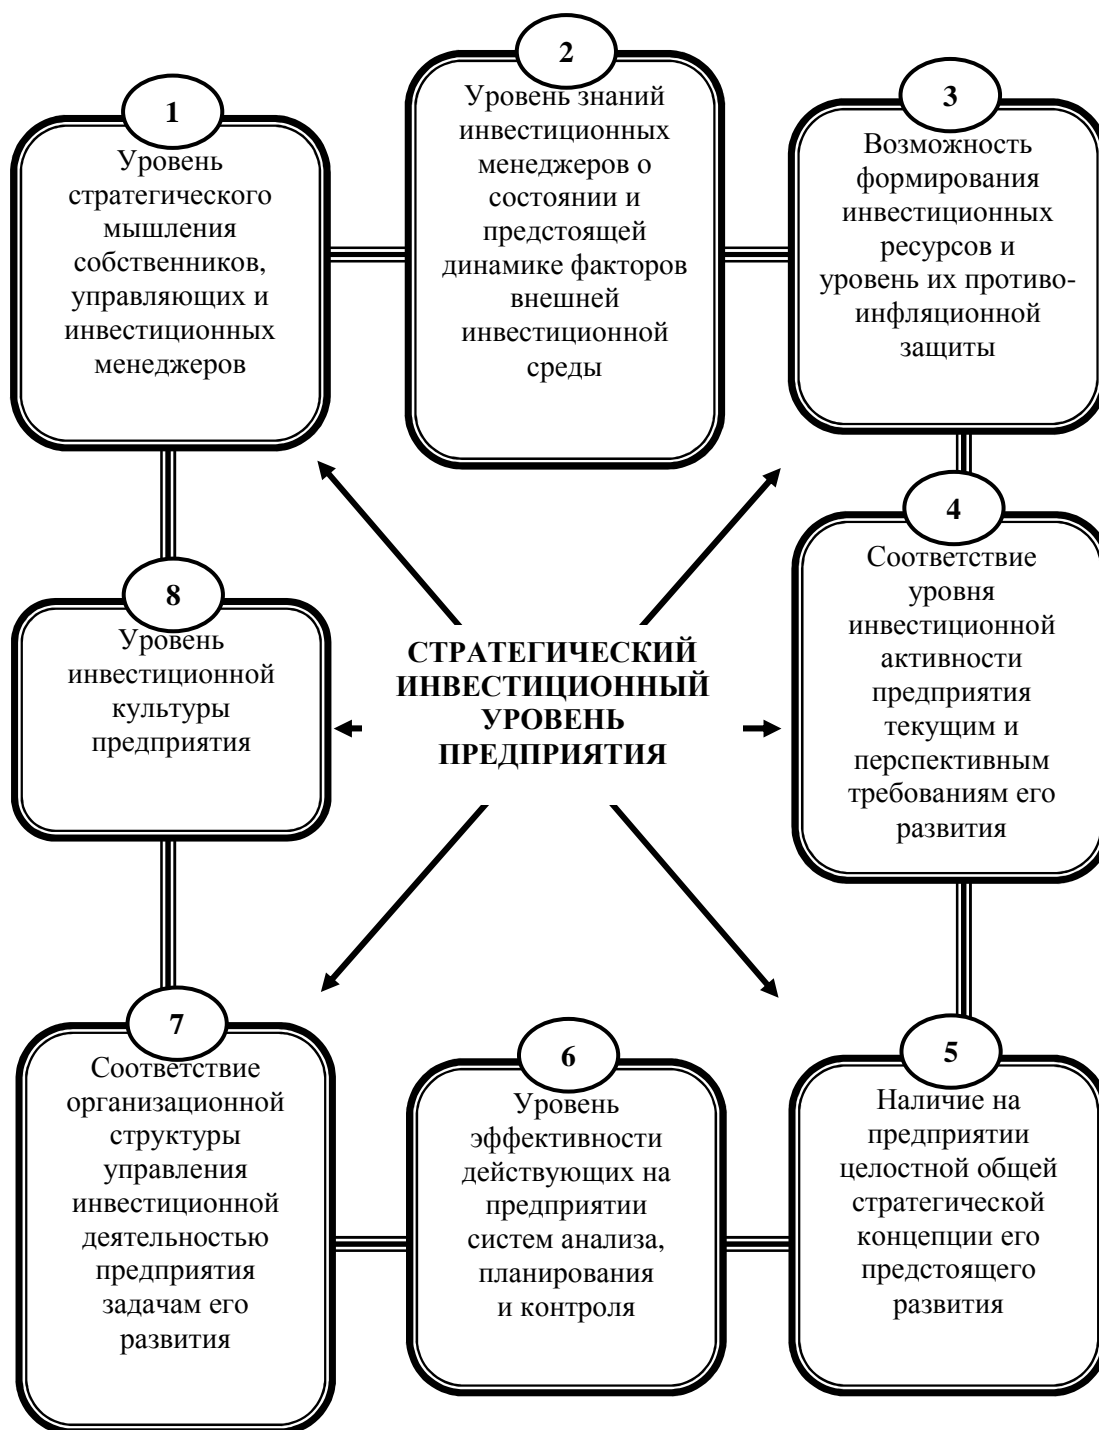 1
Уровень
стратегического
мышления
собственников,
управляющих и
инвестиционных
менеджеров
2
Уровень знаний
инвестиционных
менеджеров о
состоянии и
предстоящей
динамике факторов
внешней
инвестиционной
среды
3
Возможность
формирования
инвестиционных
ресурсов и
уровень их противо-
инфляционной
защиты
4
Соответствие
уровня
инвестиционной
активности
предприятия
текущим и
перспективным
требованиям его
развития
8
Уровень
инвестиционной
культуры
предприятия
СТРАТЕГИЧЕСКИЙ
ИНВЕСТИЦИОННЫЙ
УРОВЕНЬ
ПРЕДПРИЯТИЯ
7
Соответствие
организационной
структуры
управления
инвестиционной
деятельностью
предприятия
задачам его
развития
6
Уровень
эффективности
действующих на
предприятии
систем анализа,
планирования
и контроля
5
Наличие на
предприятии
целостной общей
стратегической
концепции его
предстоящего
развития